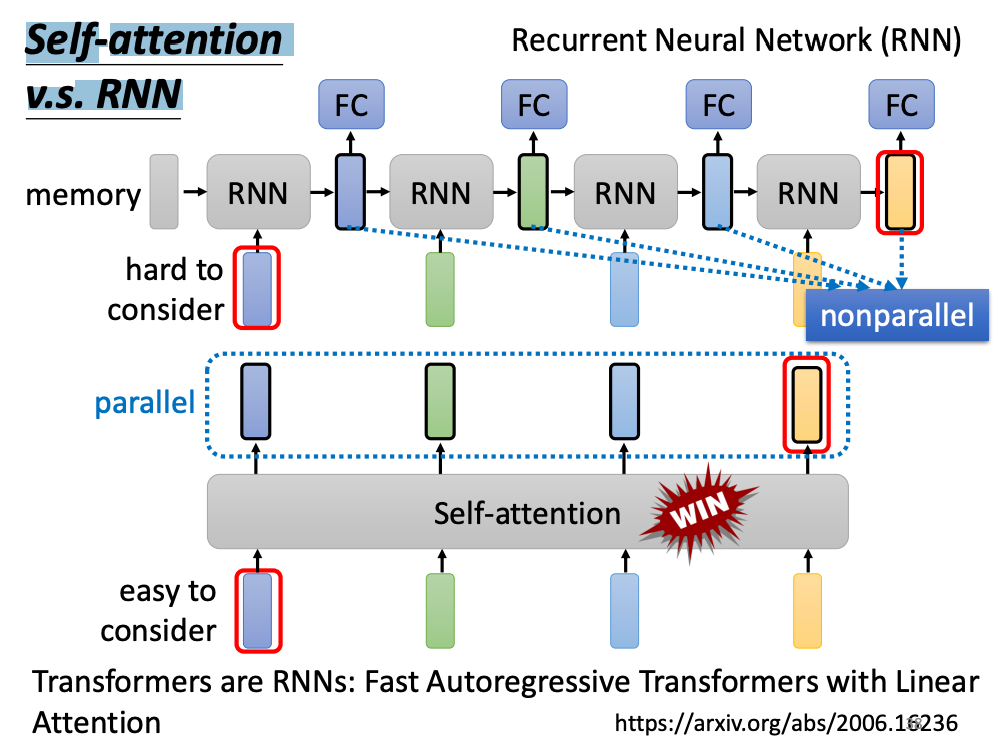 Self-attention
v.s. RNN
Recurrent Neural Network (RNN)
FC
FC
FC
FC
memory
RNN
RNN
RNN
RNN
hard to
consider
nonparallel
parallel
Self-attention
WIN
easy to
consider
Transformers are RNNs: Fast Autoregressive Transformers with Linear
Attention
https://arxiv.org/abs/2006.16236
38